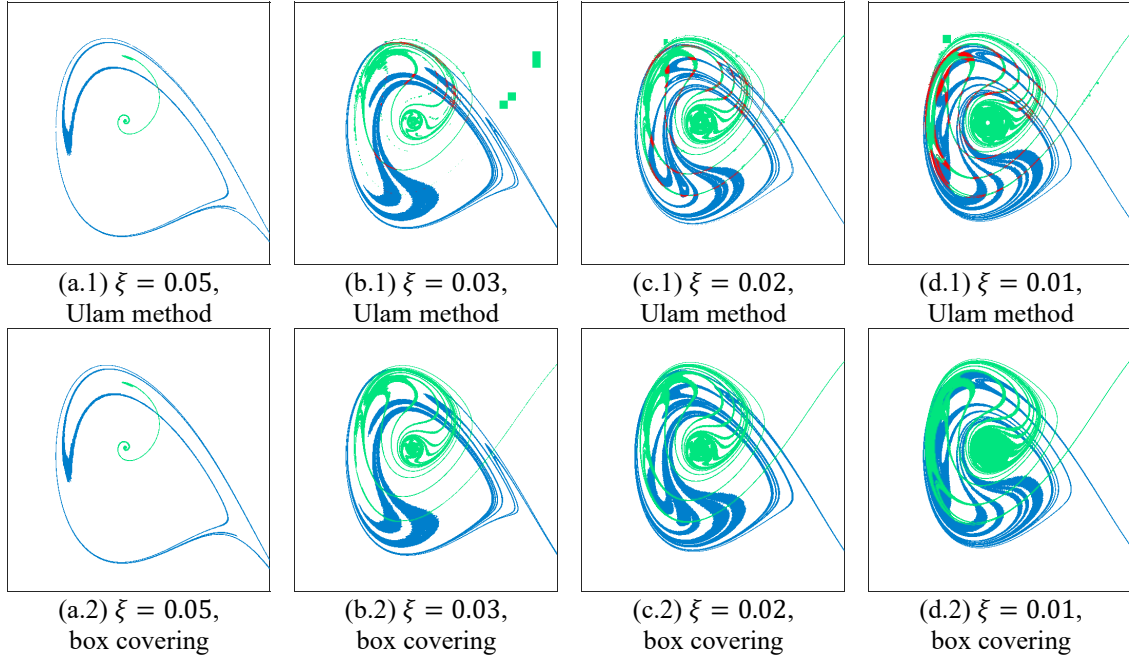 (a.1) ξ = 0.05,
Ulam method
(b.1) ξ = 0.03,
Ulam method
(c.1) ξ = 0.02,
Ulam method
(d.1) ξ = 0.01,
Ulam method
(a.2) ξ = 0.05,
box covering
(b.2) ξ = 0.03,
box covering
(c.2) ξ = 0.02,
box covering
(d.2) ξ = 0.01,
box covering